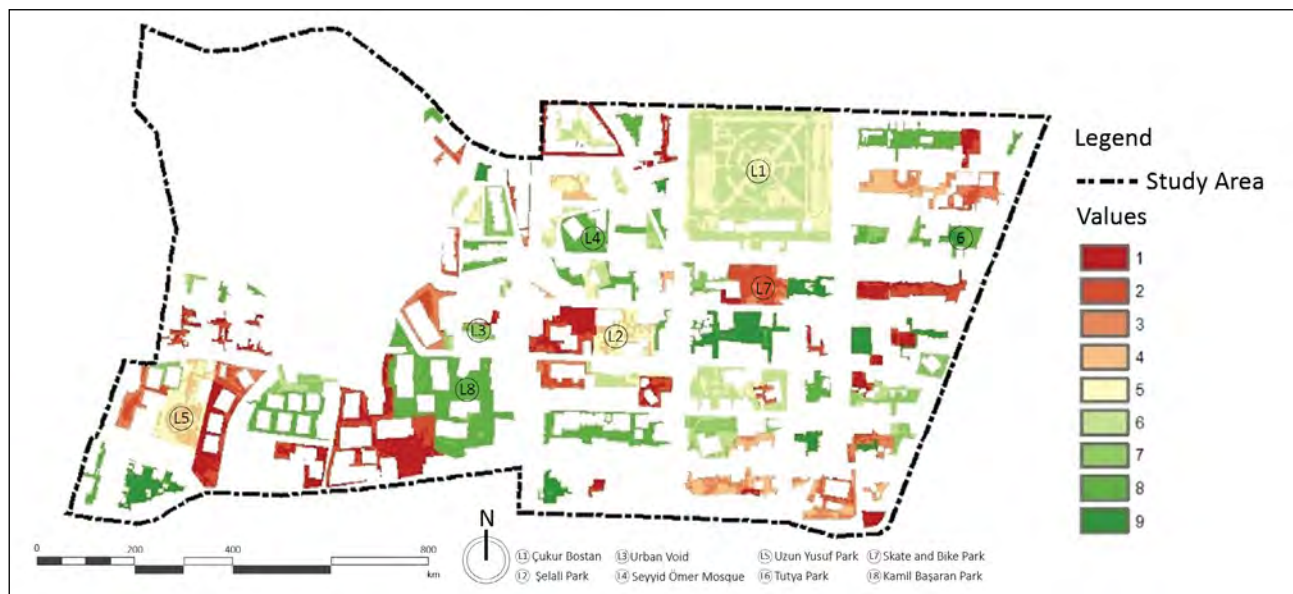 L1
L4
6
L7
L3
L2
L8
L5
Legend
Study Area
Values
1
2
3
4
5
6
7
8
9
N
0 200 400 800
km
L1 Çukur Bostan L3 Urban Void L5 Uzun Yusuf Park L7 Skate and Bike Park
L2 Şelali Park L4 Seyyid Ömer Mosque L6 Tutya Park L8 Kamil Başaran Park